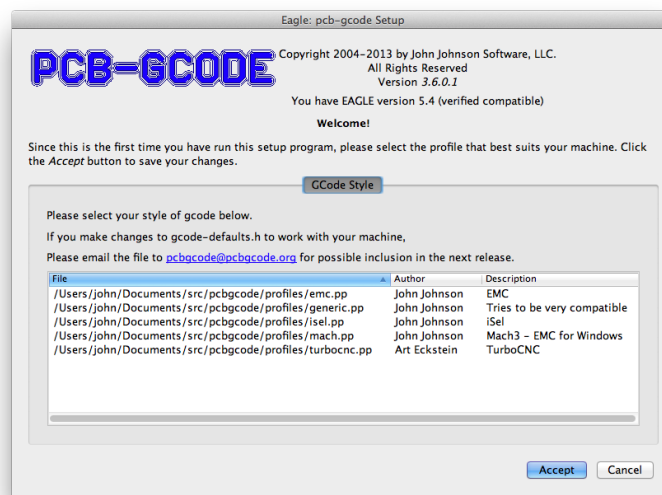 Eagle: pcb-gcode Setup
PCB-GCODE
Copyright 2004-2013 by John Johnson Software, LLC.
All Rights Reserved
Version 3.6.0.1
You have EAGLE version 5.4 (verified compatible)
Welcome!
Since this is the first time you have run this setup program, please select the profile that best suits your machine. Click
the Accept button to save your changes.
GCode Style
Please select your style of gcode below.
If you make changes to gcode-defaults.h to work with your machine,
Please email the file to pcbgcode@pcbgcode.org for possible inclusion in the next release.
File Author Description
/Users/john/Documents/src/pcbgcode/profiles/emc.pp John Johnson EMC
/Users/john/Documents/src/pcbgcode/profiles/generic.pp John Johnson Tries to be very compatible
/Users/john/Documents/src/pcbgcode/profiles/isel.pp John Johnson iSel
/Users/john/Documents/src/pcbgcode/profiles/mach.pp John Johnson Mach3 - EMC for Windows
/Users/john/Documents/src/pcbgcode/profiles/turbocnc.pp Art Eckstein TurboCNC
Accept Cancel